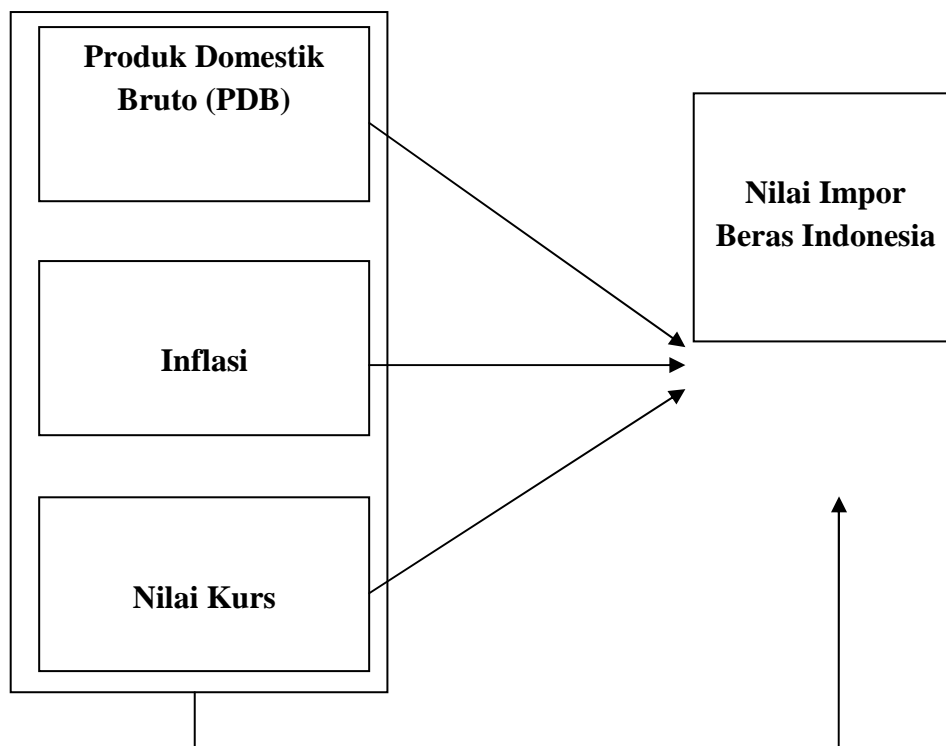 Produk Domestik
Bruto (PDB)
Nilai Impor
Beras Indonesia
Inflasi
Nilai Kurs